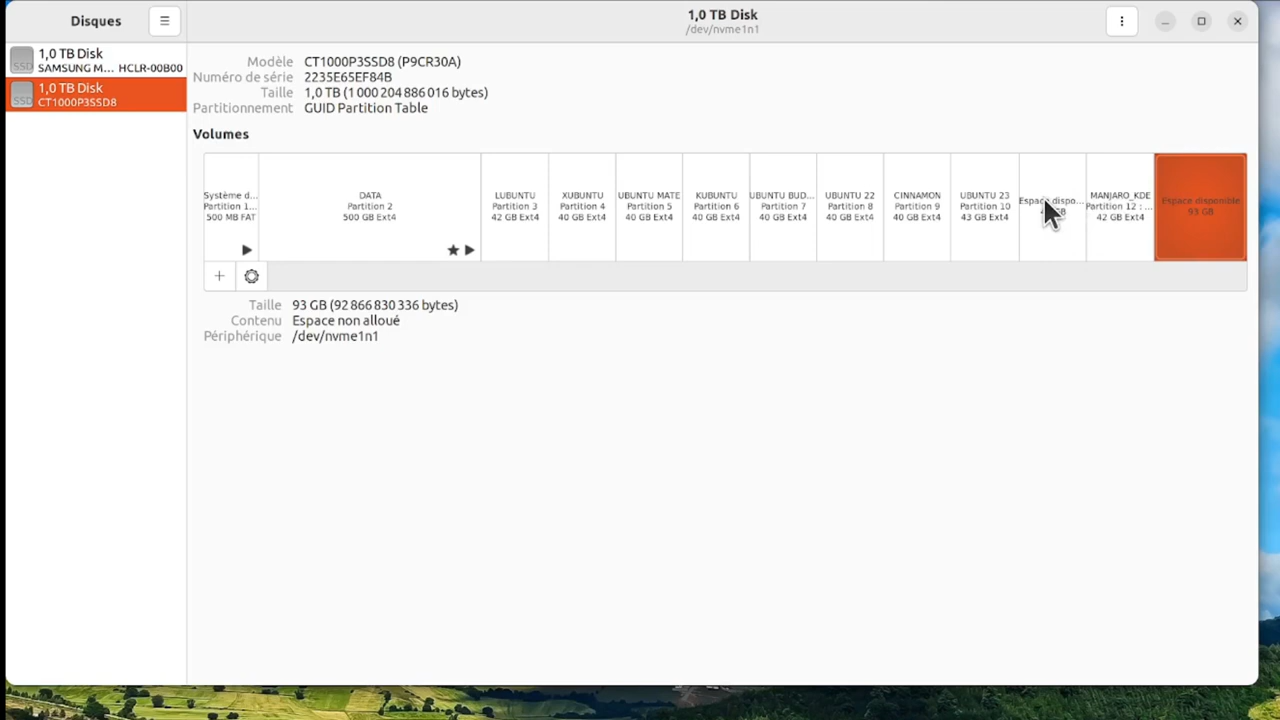 Disques
1,0 TB Disk
/dev/nvme1n1
1,0 TB Disk
SAMSUNG M... HCLR-00B00
1,0 TB Disk
CT1000P3SSD8
Modèle CT1000P3SSD8 (P9CR30A)
Numéro de série 2235E65EF84B
Taille 1,0 TB (1 000 204 886 016 bytes)
Partitionnement GUID Partition Table
Volumes
Système d...
Partition 1...
500 MB FAT
DATA
Partition 2
500 GB Ext4
LUBUNTU
Partition 3
42 GB Ext4
XUBUNTU
Partition 4
40 GB Ext4
UBUNTU MATE
Partition 5
40 GB Ext4
KUBUNTU
Partition 6
40 GB Ext4
UBUNTU BUD...
Partition 7
40 GB Ext4
UBUNTU 22
Partition 8
40 GB Ext4
CINNAMON
Partition 9
40 GB Ext4
UBUNTU 23
Partition 10
43 GB Ext4
Espace dispo...
GB
MANJARO_KDE
Partition 12 : ...
42 GB Ext4
Espace disponible
93 GB
Taille 93 GB (92 866 830 336 bytes)
Contenu Espace non alloué
Périphérique /dev/nvme1n1